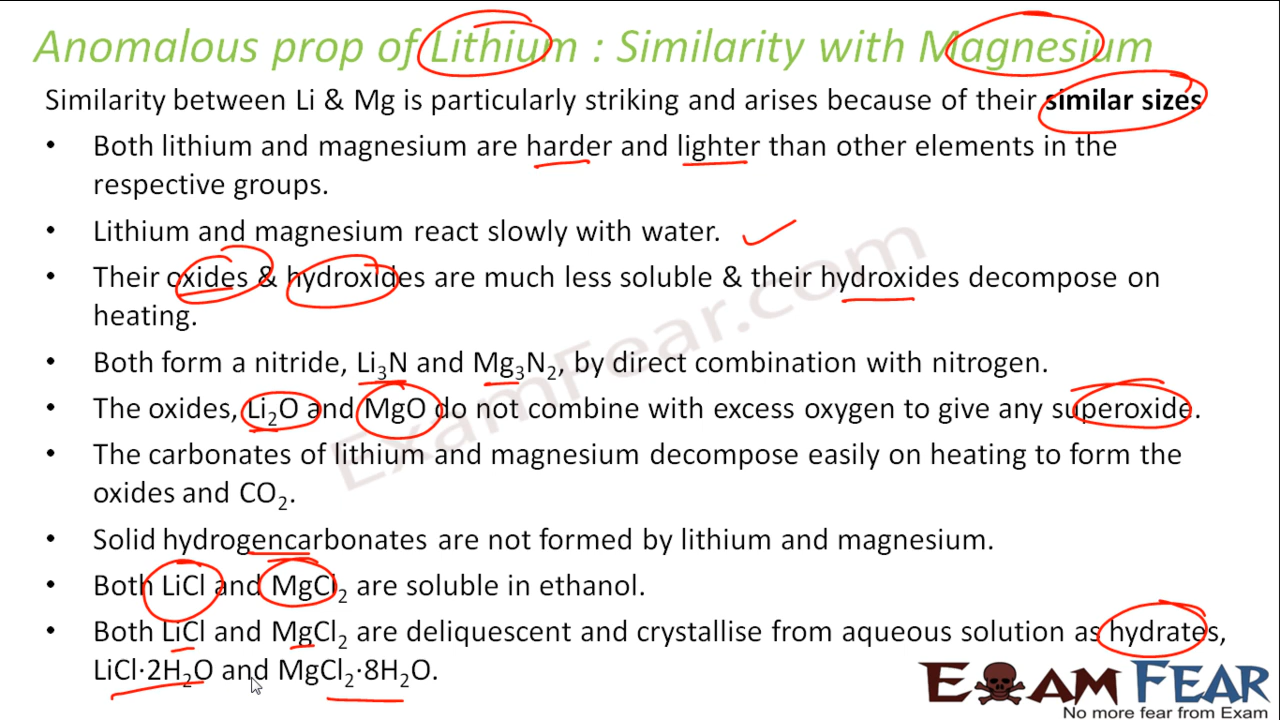 Anomalous prop of Lithium : Similarity with Magnesium
Similarity between Li & Mg is particularly striking and arises because of their similar sizes
• Both lithium and magnesium are harder and lighter than other elements in the
respective groups.
• Lithium and magnesium react slowly with water.
• Their oxides & hydroxides are much less soluble & their hydroxides decompose on
heating.
• Both form a nitride, Li₃N and Mg₃N₂, by direct combination with nitrogen.
• The oxides, Li₂O and MgO do not combine with excess oxygen to give any superoxide.
• The carbonates of lithium and magnesium decompose easily on heating to form the
oxides and CO₂.
• Solid hydrogencarbonates are not formed by lithium and magnesium.
• Both LiCl and MgCl₂ are soluble in ethanol.
• Both LiCl and MgCl₂ are deliquescent and crystallise from aqueous solution as hydrates,
LiCl·2H₂O and MgCl₂·8H₂O.
ExamFear.com
EXAM FEAR
No more fear from Exam